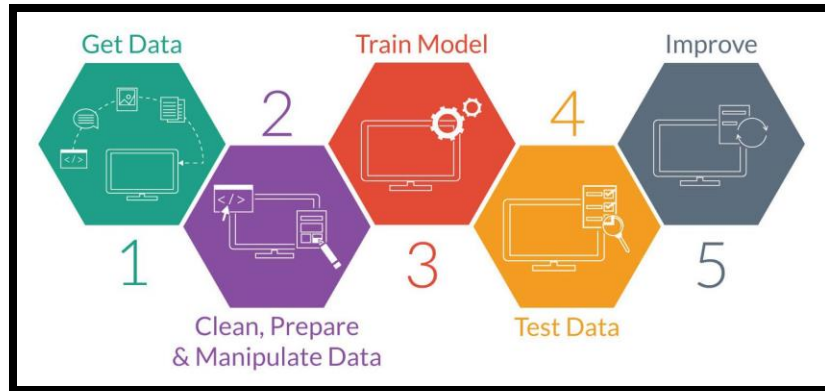 Get Data
1
2
Clean, Prepare
& Manipulate Data
Train Model
3
4
Test Data
Improve
5
</>
</>